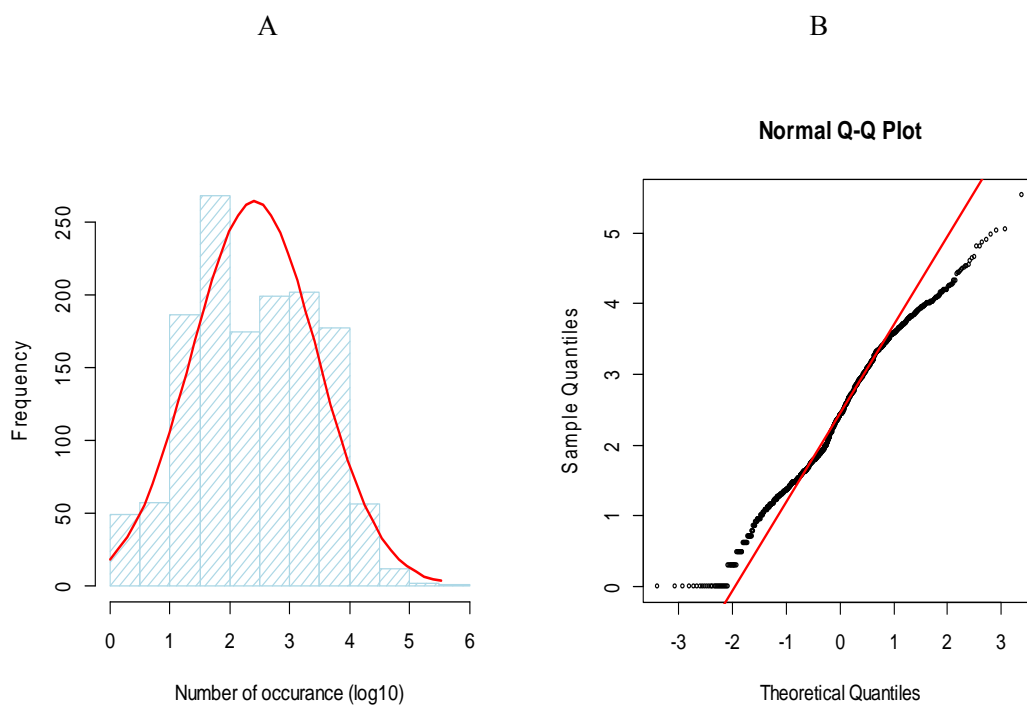 A
B
Normal Q-Q Plot
Frequency
0 50 100 150 200 250
0 1 2 3 4 5 6
Number of occurance (log10)
Sample Quantiles
0 1 2 3 4 5
-3 -2 -1 0 1 2 3
Theoretical Quantiles